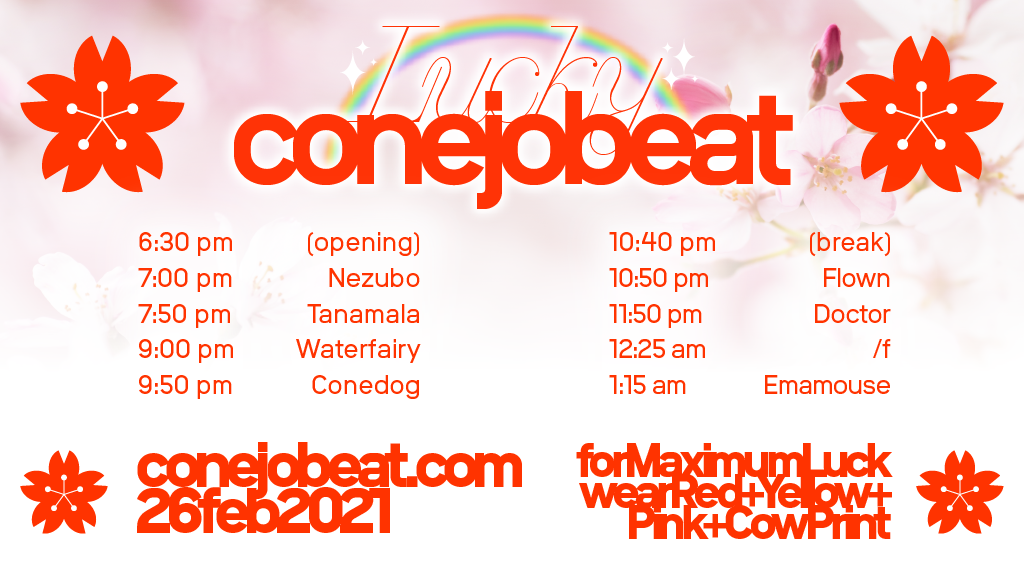 Lucky
conejobeat
6:30 pm (opening)
7:00 pm Nezubo
7:50 pm Tanamala
9:00 pm Waterfairy
9:50 pm Conedog
10:40 pm (break)
10:50 pm Flown
11:50 pm Doctor
12:25 am /f
1:15 am Emamouse
conejobeat.com
26feb2021
forMaximumLuck
wearRed+Yellow+
Pink+CowPrint